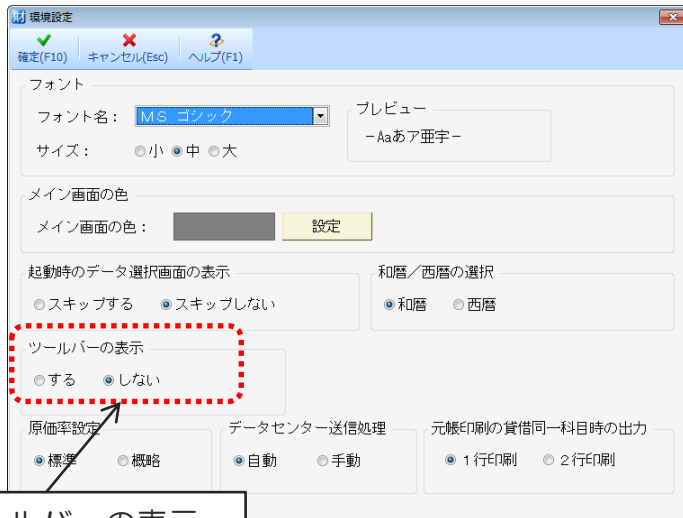 財 環境設定
確定(F10) キャンセル(Esc) ヘルプ(F1)
フォント
フォント名： ＭＳ ゴシック
サイズ： 小 中 大
プレビュー
－Aaあア亜宇－
メイン画面の色
メイン画面の色： 設定
起動時のデータ選択画面の表示
スキップする スキップしない
和暦／西暦の選択
和暦 西暦
ツールバーの表示
する しない
原価率設定
標準 概略
データセンター送信処理
自動 手動
元帳印刷の貸借同一科目時の出力
１行印刷 ２行印刷
ルバーの表示